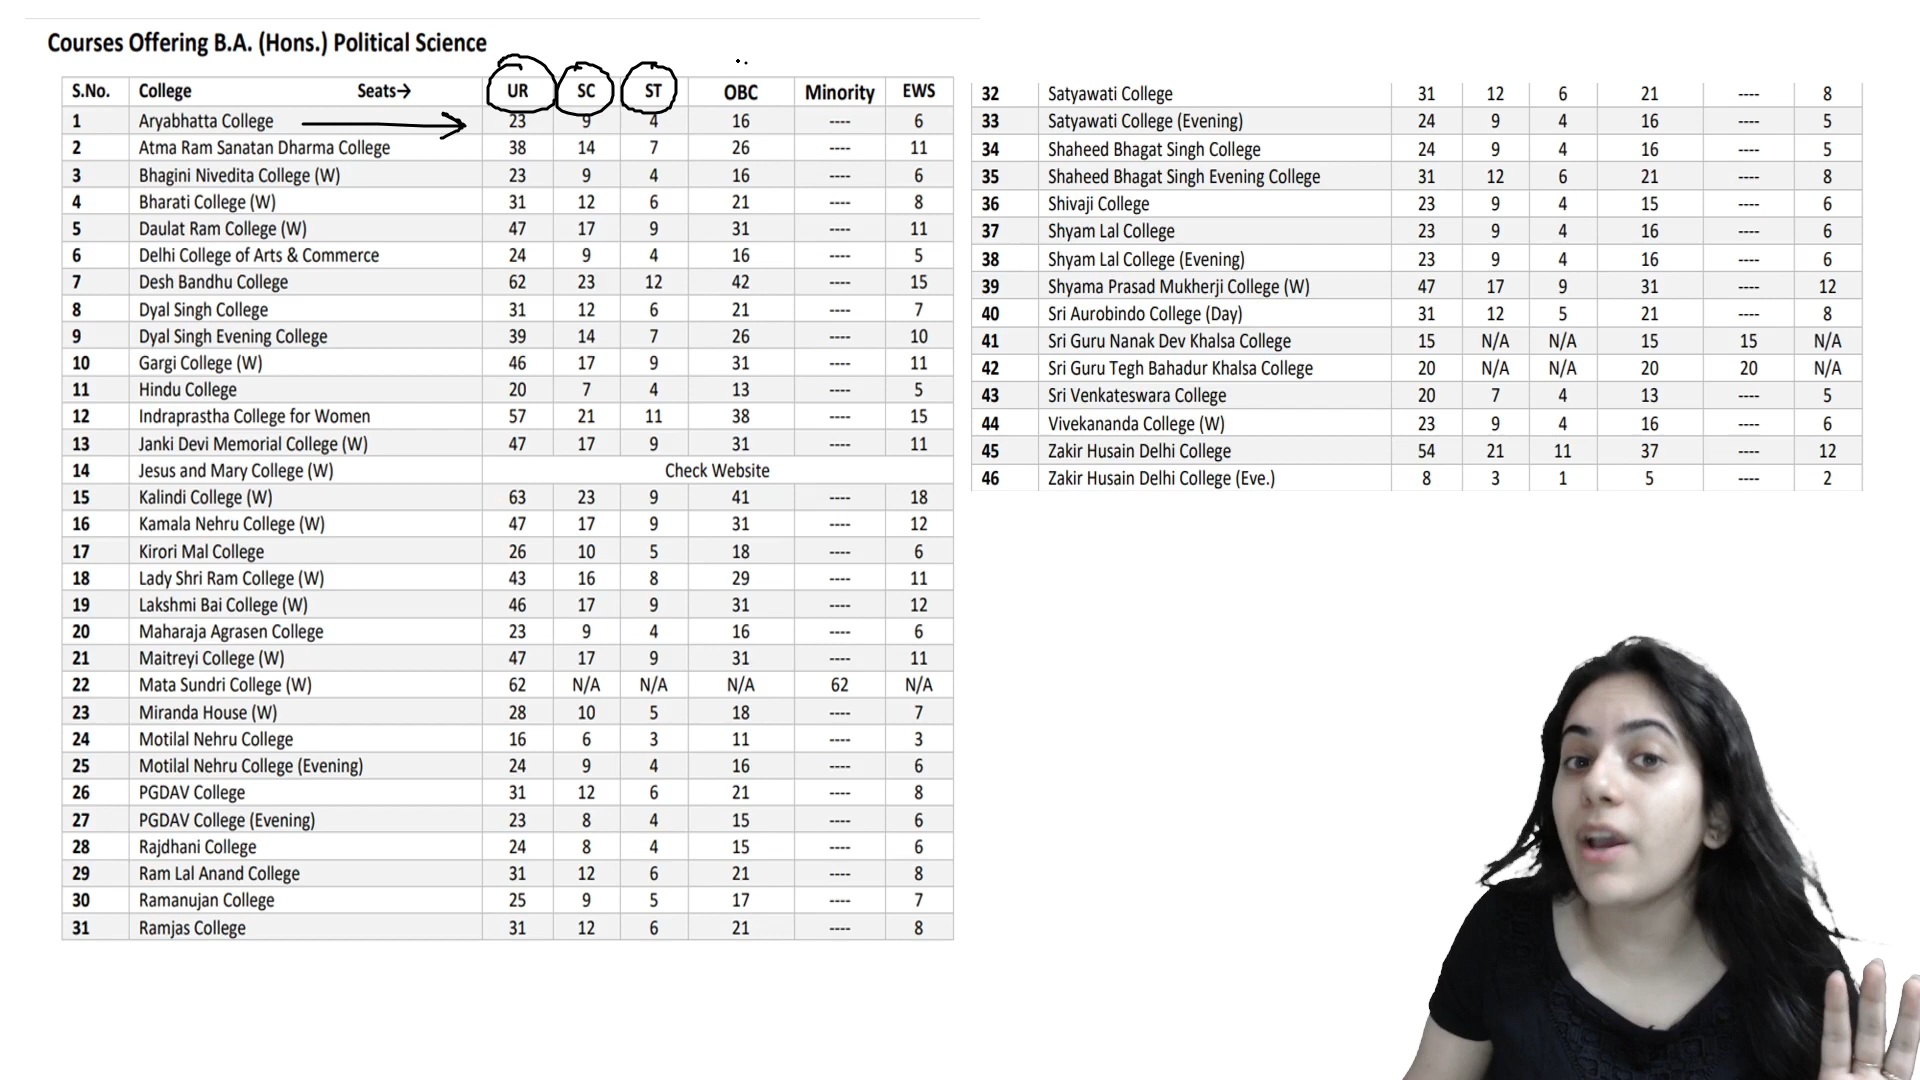 Courses Offering B.A. (Hons.) Political Science
S.No. College Seats→ UR SC ST OBC Minority EWS
1 Aryabhatta College 23 9 4 16 ---- 6
2 Atma Ram Sanatan Dharma College 38 14 7 26 ---- 11
3 Bhagini Nivedita College (W) 23 9 4 16 ---- 6
4 Bharati College (W) 31 12 6 21 ---- 8
5 Daulat Ram College (W) 47 17 9 31 ---- 11
6 Delhi College of Arts & Commerce 24 9 4 16 ---- 5
7 Desh Bandhu College 62 23 12 42 ---- 15
8 Dyal Singh College 31 12 6 21 ---- 7
9 Dyal Singh Evening College 39 14 7 26 ---- 10
10 Gargi College (W) 46 17 9 31 ---- 11
11 Hindu College 20 7 4 13 ---- 5
12 Indraprastha College for Women 57 21 11 38 ---- 15
13 Janki Devi Memorial College (W) 47 17 9 31 ---- 11
14 Jesus and Mary College (W) Check Website
15 Kalindi College (W) 63 23 9 41 ---- 18
16 Kamala Nehru College (W) 47 17 9 31 ---- 12
17 Kirori Mal College 26 10 5 18 ---- 6
18 Lady Shri Ram College (W) 43 16 8 29 ---- 11
19 Lakshmi Bai College (W) 46 17 9 31 ---- 12
20 Maharaja Agrasen College 23 9 4 16 ---- 6
21 Maitreyi College (W) 47 17 9 31 ---- 11
22 Mata Sundri College (W) 62 N/A N/A N/A 62 N/A
23 Miranda House (W) 28 10 5 18 ---- 7
24 Motilal Nehru College 16 6 3 11 ---- 3
25 Motilal Nehru College (Evening) 24 9 4 16 ---- 6
26 PGDAV College 31 12 6 21 ---- 8
27 PGDAV College (Evening) 23 8 4 15 ---- 6
28 Rajdhani College 24 8 4 15 ---- 6
29 Ram Lal Anand College 31 12 6 21 ---- 8
30 Ramanujan College 25 9 5 17 ---- 7
31 Ramjas College 31 12 6 21 ---- 8
32 Satyawati College 31 12 6 21 ---- 8
33 Satyawati College (Evening) 24 9 4 16 ---- 5
34 Shaheed Bhagat Singh College 24 9 4 16 ---- 5
35 Shaheed Bhagat Singh Evening College 31 12 6 21 ---- 8
36 Shivaji College 23 9 4 15 ---- 6
37 Shyam Lal College 23 9 4 16 ---- 6
38 Shyam Lal College (Evening) 23 9 4 16 ---- 6
39 Shyama Prasad Mukherji College (W) 47 17 9 31 ---- 12
40 Sri Aurobindo College (Day) 31 12 5 21 ---- 8
41 Sri Guru Nanak Dev Khalsa College 15 N/A N/A 15 15 N/A
42 Sri Guru Tegh Bahadur Khalsa College 20 N/A N/A 20 20 N/A
43 Sri Venkateswara College 20 7 4 13 ---- 5
44 Vivekananda College (W) 23 9 4 16 ---- 6
45 Zakir Husain Delhi College 54 21 11 37 ---- 12
46 Zakir Husain Delhi College (Eve.) 8 3 1 5 ---- 2